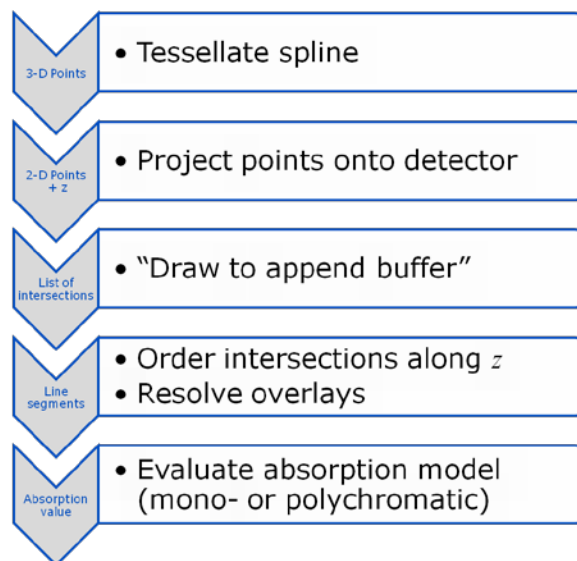 3-D Points
• Tessellate spline
2-D Points
+ z
• Project points onto detector
List of
intersections
• “Draw to append buffer”
Line
segments
• Order intersections along z
• Resolve overlays
Absorption
value
• Evaluate absorption model
(mono- or polychromatic)